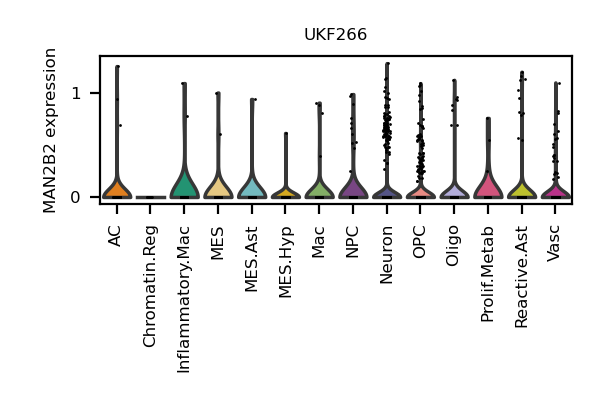 UKF266
MAN2B2 expression
1
0
AC
Chromatin.Reg
Inflammatory.Mac
MES
MES.Ast
MES.Hyp
Mac
NPC
Neuron
OPC
Oligo
Prolif.Metab
Reactive.Ast
Vasc